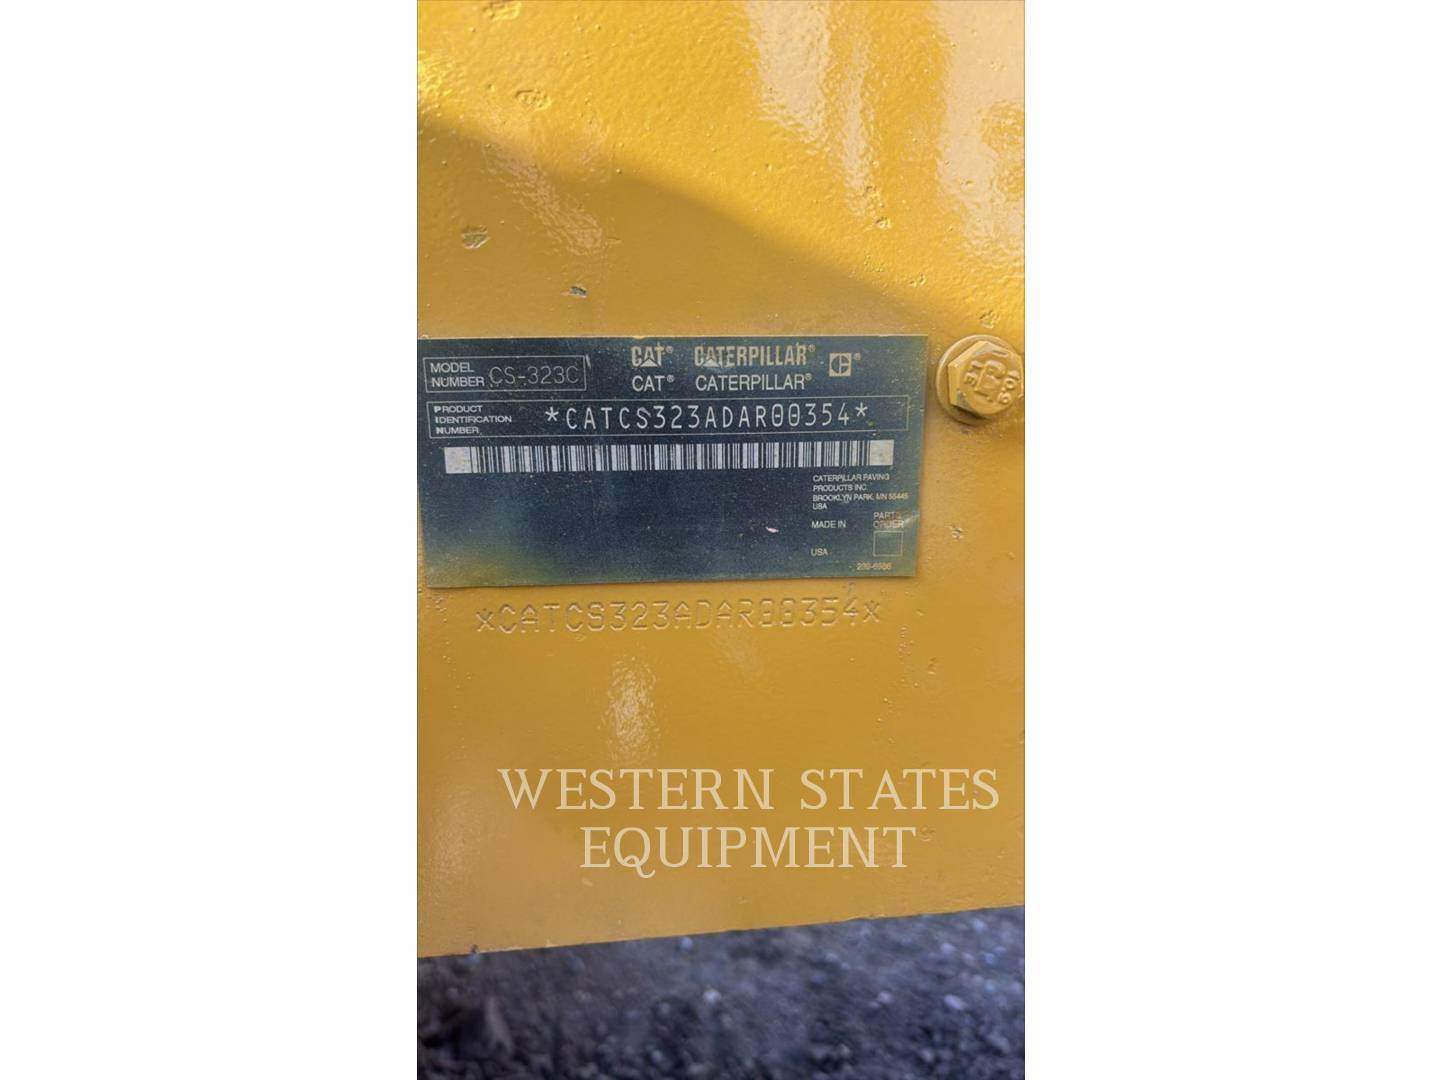 MODEL NUMBER CS-323C
CAT® CATERPILLAR®
CAT® CATERPILLAR®
PRODUCT IDENTIFICATION NUMBER *CATCS323ADAR00354*
CATERPILLAR PAVING
PRODUCTS INC.
BROOKLYN PARK, MN 55445
USA
MADE IN
USA
PARTS
ORDER
*CATCS323ADAR00354*
WESTERN STATES
EQUIPMENT